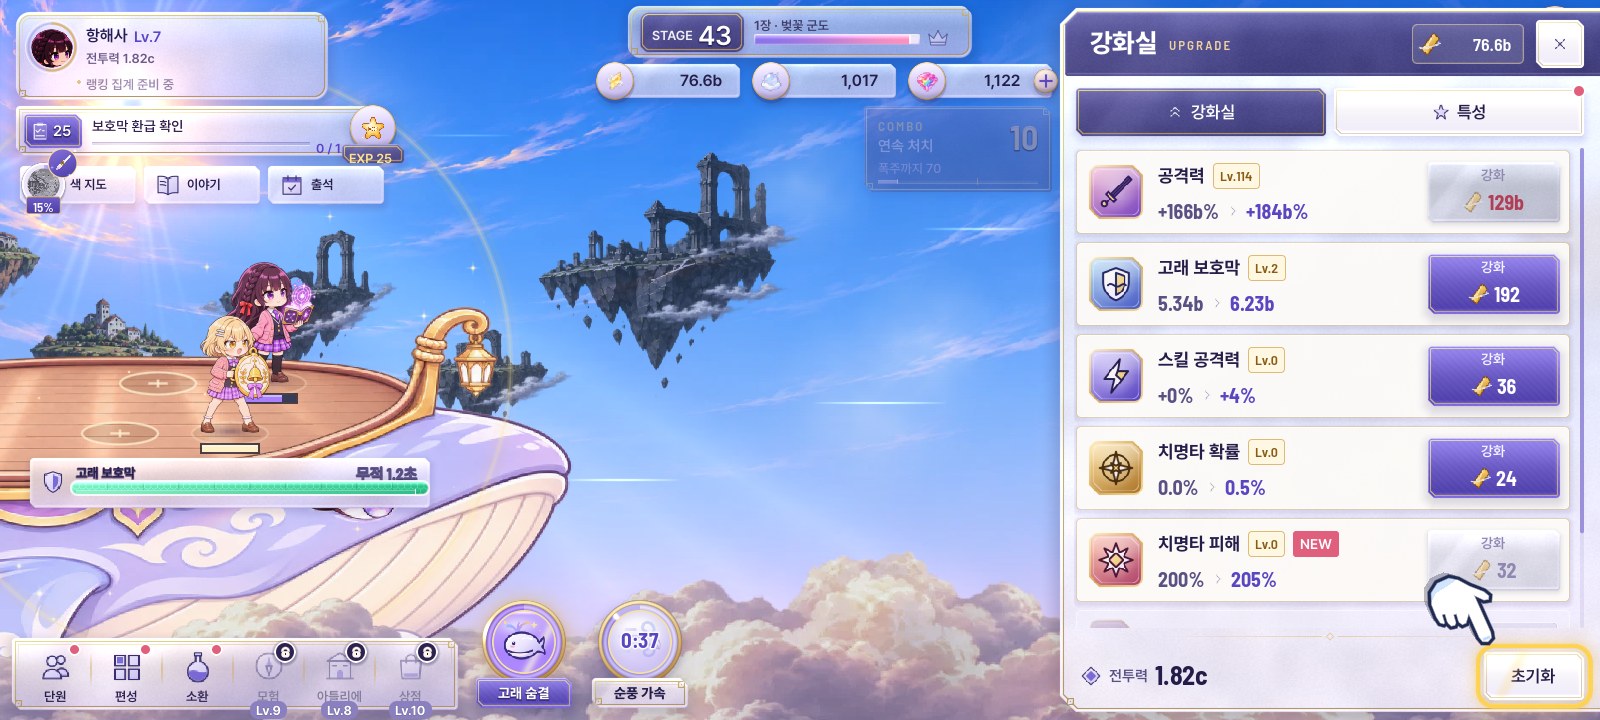 항해사 Lv.7
전투력 1.82c
랭킹 집계 준비 중
STAGE 43
1장 · 벚꽃 군도
76.6b
1,017
1,122
25
보호막 환급 확인
0 / 1
EXP 25
색 지도
15%
이야기
출석
COMBO
연속 처치
10
폭주까지 70
고래 보호막
무적 1.2초
단원
편성
소환
모험
Lv.9
아틀리에
Lv.8
상점
Lv.10
고래 숨결
0:37
순풍 가속
강화실 UPGRADE
76.6b
강화실
특성
공격력 Lv.114
+166b% > +184b%
강화
129b
고래 보호막 Lv.2
5.34b > 6.23b
강화
192
스킬 공격력 Lv.0
+0% > +4%
강화
36
치명타 확률 Lv.0
0.0% > 0.5%
강화
24
치명타 피해 Lv.0 NEW
200% > 205%
강화
32
전투력 1.82c
초기화